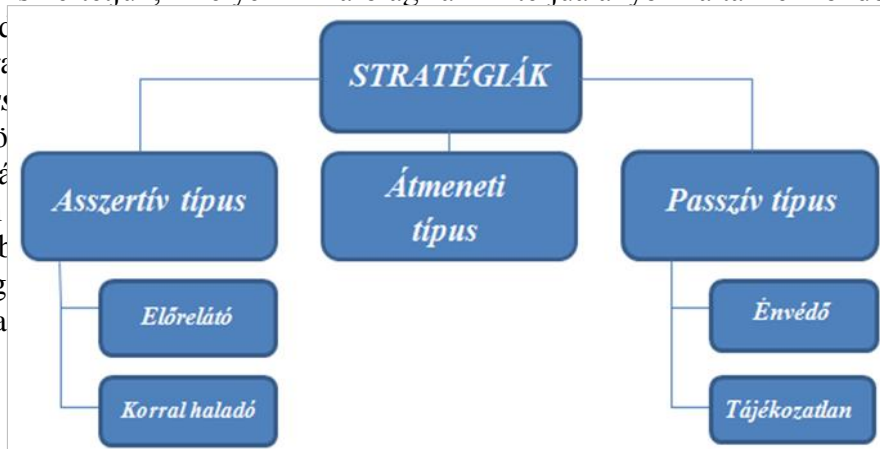 STRATÉGIÁK
Asszertív típus
Átmeneti
típus
Passzív típus
Előrelátó
Énvédő
Korral haladó
Tájékozatlan